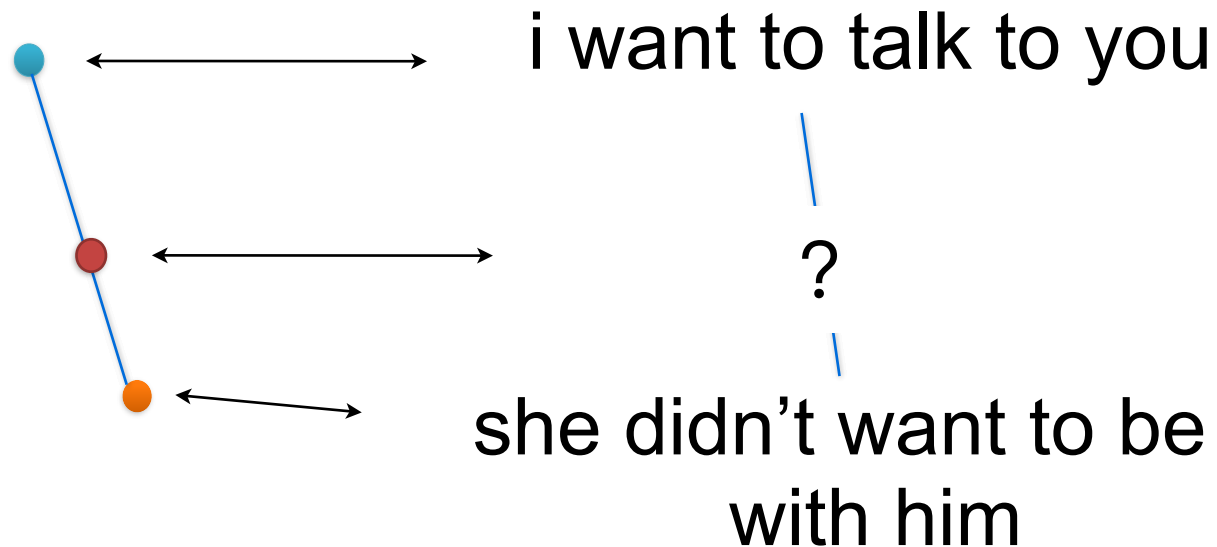 i want to talk to you
?
she didn’t want to be
with him